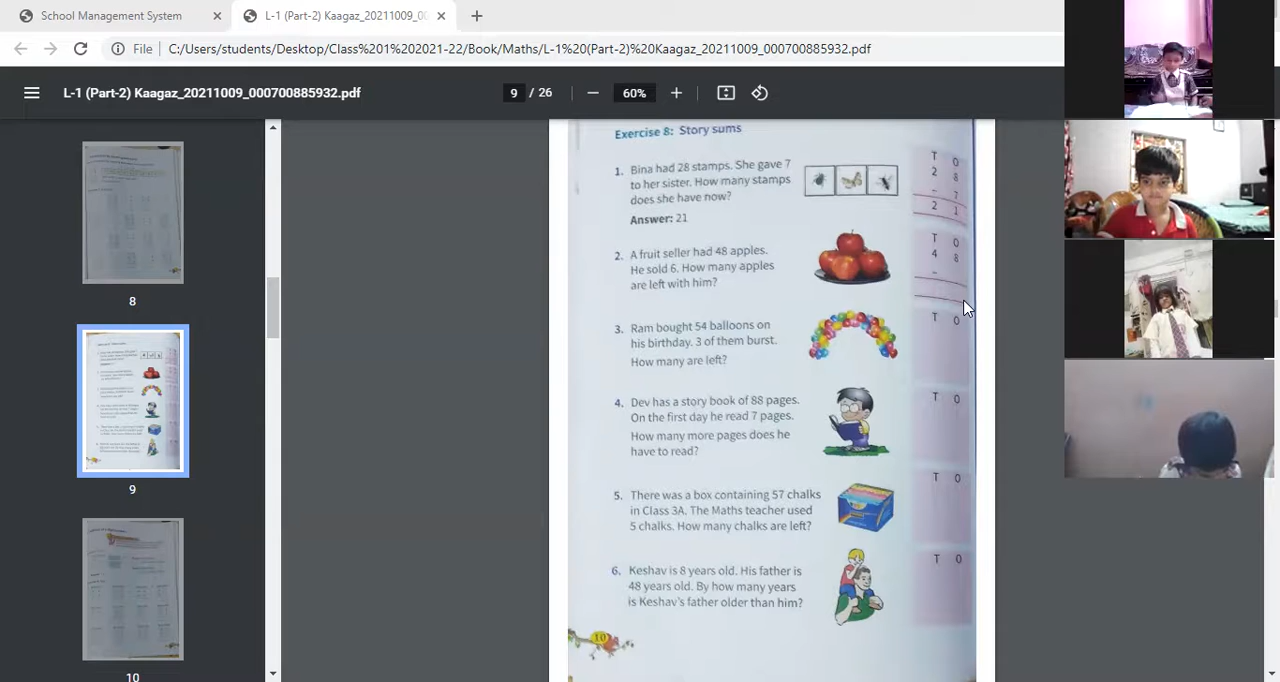 School Management System
L-1 (Part-2) Kaagaz_20211009_00
File
C:/Users/students/Desktop/Class%201%202021-22/Book/Maths/L-1%20(Part-2)%20Kaagaz_20211009_000700885932.pdf
L-1 (Part-2) Kaagaz_20211009_000700885932.pdf
9 / 26
60%
8
9
10
Exercise 8: Story sums
1. Bina had 28 stamps. She gave 7
to her sister. How many stamps
does she have now?
Answer: 21
T O
2 8
- 7
2 1
2. A fruit seller had 48 apples.
He sold 6. How many apples
are left with him?
T O
4 8
-
3. Ram bought 54 balloons on
his birthday. 3 of them burst.
How many are left?
T O
4. Dev has a story book of 88 pages.
On the first day he read 7 pages.
How many more pages does he
have to read?
T O
5. There was a box containing 57 chalks
in Class 3A. The Maths teacher used
5 chalks. How many chalks are left?
T O
6. Keshav is 8 years old. His father is
48 years old. By how many years
is Keshav's father older than him?
T O
10